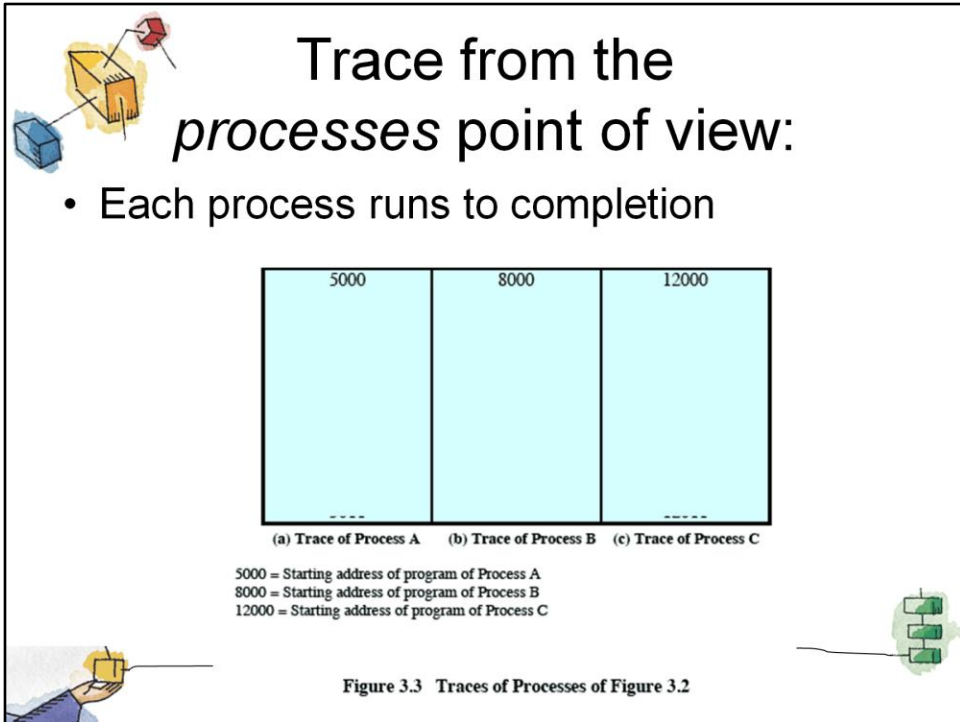 Trace from the
processes point of view:
• Each process runs to completion
5000 8000 12000
(a) Trace of Process A (b) Trace of Process B (c) Trace of Process C
5000 = Starting address of program of Process A
8000 = Starting address of program of Process B
12000 = Starting address of program of Process C
Figure 3.3 Traces of Processes of Figure 3.2